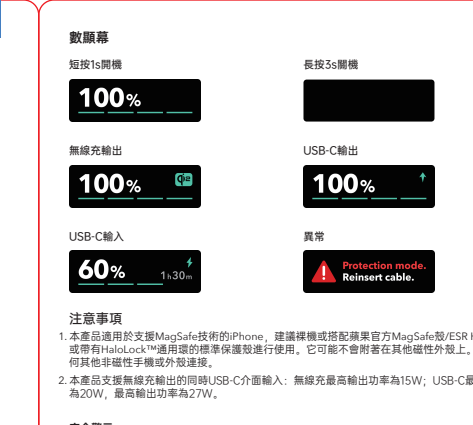 數顯幕
短按1s開機
長按3s關機
100%
無線充輸出
USB-C輸出
100%
Qi2
100%
USB-C輸入
異常
60%
1h30m
Protection mode.
Reinsert cable.
注意事項
1. 本產品適用於支援MagSafe技術的iPhone，建議裸機或搭配蘋果官方MagSafe殼/ESR
或帶有HaloLock™通用環的標準保護殼進行使用。它可能不會附著在其他磁性外殼上。
何其他非磁性手機或外殼連接。
2. 本產品支援無線充輸出的同時USB-C介面輸入：無線充最高輸出功率為15W；USB-C最
為20W，最高輸出功率為27W。